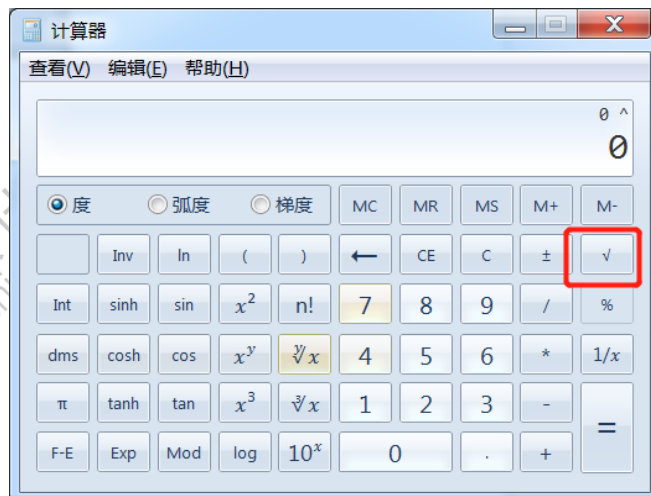 计算器
查看(V) 编辑(E) 帮助(H)
0 ^
0
度 弧度 梯度 MC MR MS M+ M-
Inv ln ( ) ← CE C ± √
Int sinh sin x² n! 7 8 9 / %
dms cosh cos xʸ ʸ√x 4 5 6 * 1/x
π tanh tan x³ ³√x 1 2 3 - =
F-E Exp Mod log 10ˣ 0 . +